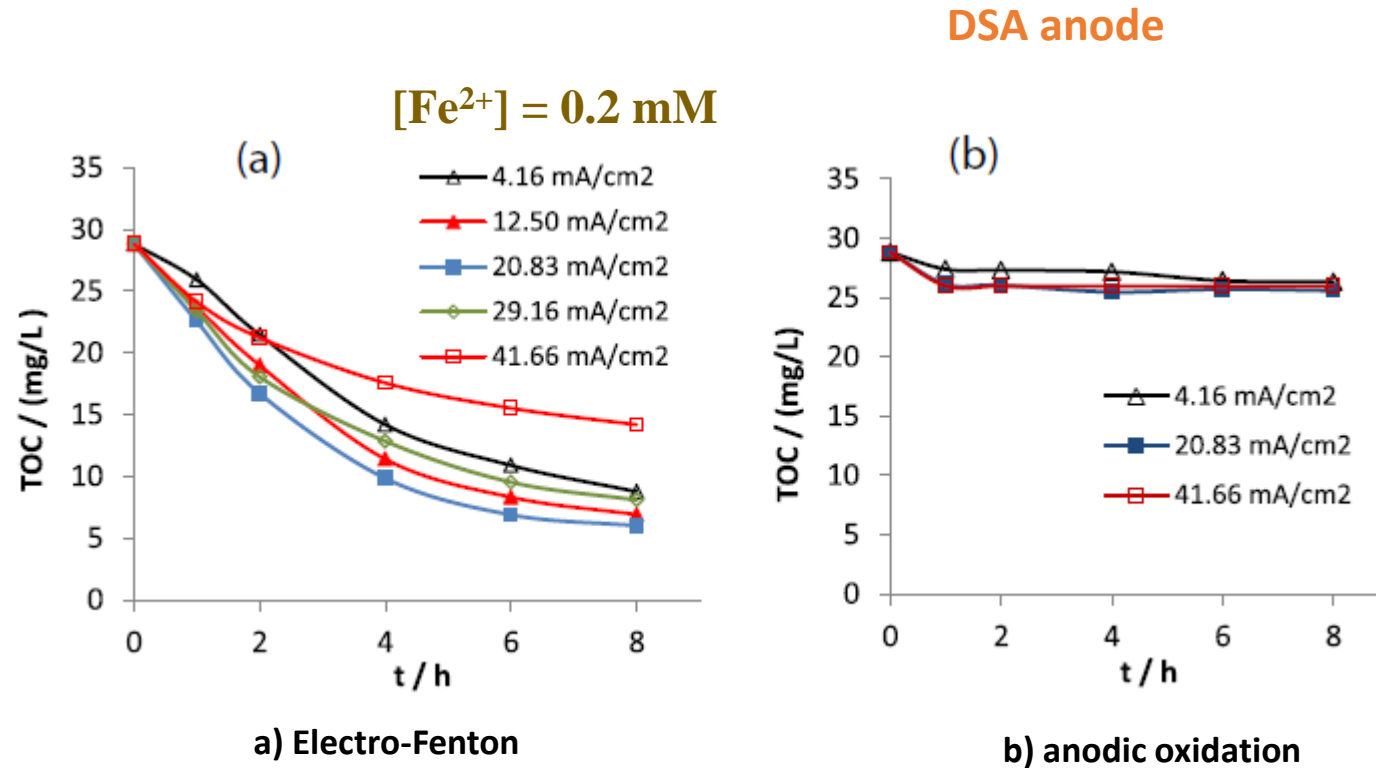 DSA anode
[Fe²⁺] = 0.2 mM
(a)
35
30
25
20
15
10
5
0
TOC / (mg/L )
0 2 4 6 8
t / h
4.16 mA/cm2
12.50 mA/cm2
20.83 mA/cm2
29.16 mA/cm2
41.66 mA/cm2
a) Electro-Fenton
(b)
35
30
25
20
15
10
5
0
TOC / (mg/L)
0 2 4 6 8
t / h
4.16 mA/cm2
20.83 mA/cm2
41.66 mA/cm2
b) anodic oxidation